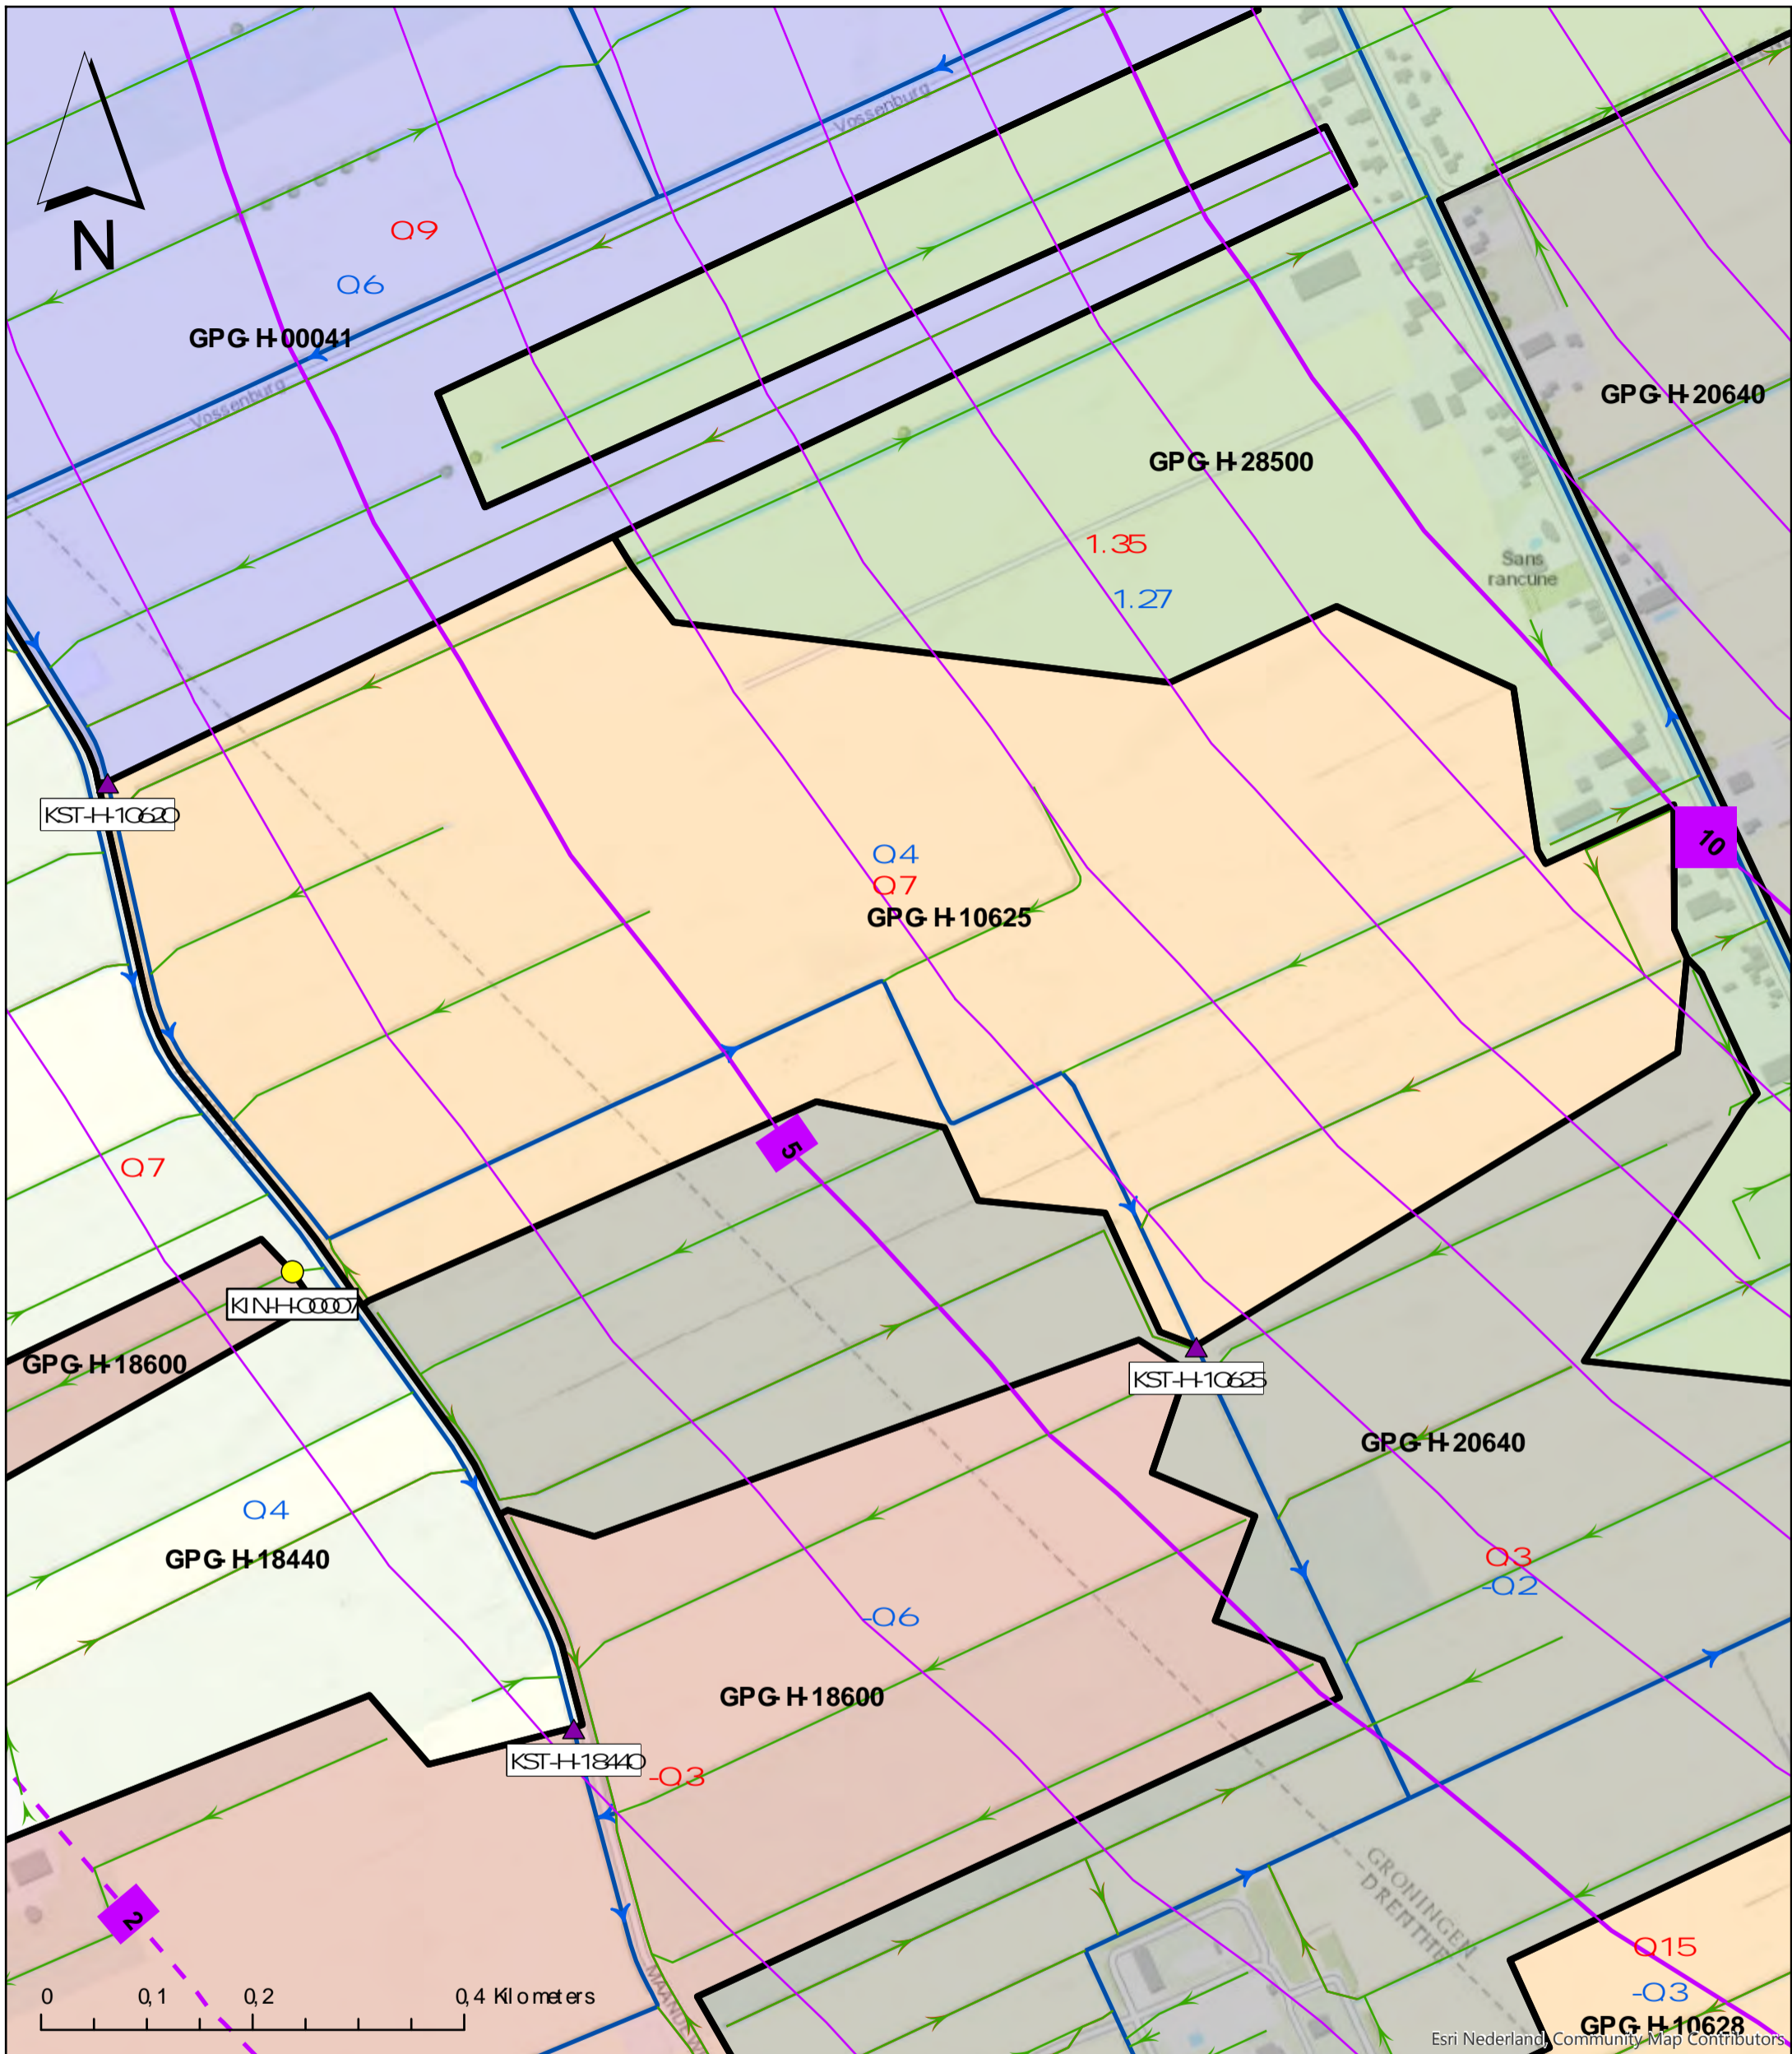 Vossenburg
N
Q9
Q6
GPG-H-00041
Vossenburg
GPG-H-20640
GPG-H-28500
1.35
1.27
Sans
rancune
KST-H-10620
10
Q4
Q7
GPG-H-10625
5
Q7
KIN-H-00007
GPG-H-18600
KST-H-10625
GPG-H-20640
Q4
GPG-H-18440
Q3
-Q2
-Q6
GPG-H-18600
KST-H-18440
-Q3
2
GRONINGEN
DRENTHE
Q15
-Q3
GPG-H-10628
0 0,1 0,2 0,4 Kilometers
Esri Nederland, Community Map Contributors